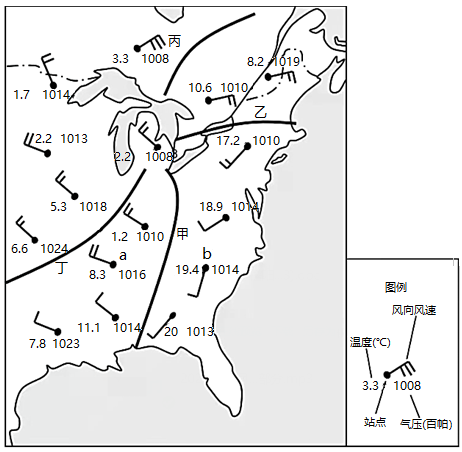 丙
3.3 1008
8.2 1019
1.7 1014
10.6 1010
乙
2.2 1013
2.2 1008
17.2 1010
5.3 1018
18.9 1014
6.6 1024
1.2 1010
甲
丁
a
b
8.3 1016
19.4 1014
11.1 1014
20 1013
7.8 1023
图例
风向风速
温度(℃)
3.3 1008
站点
气压(百帕)